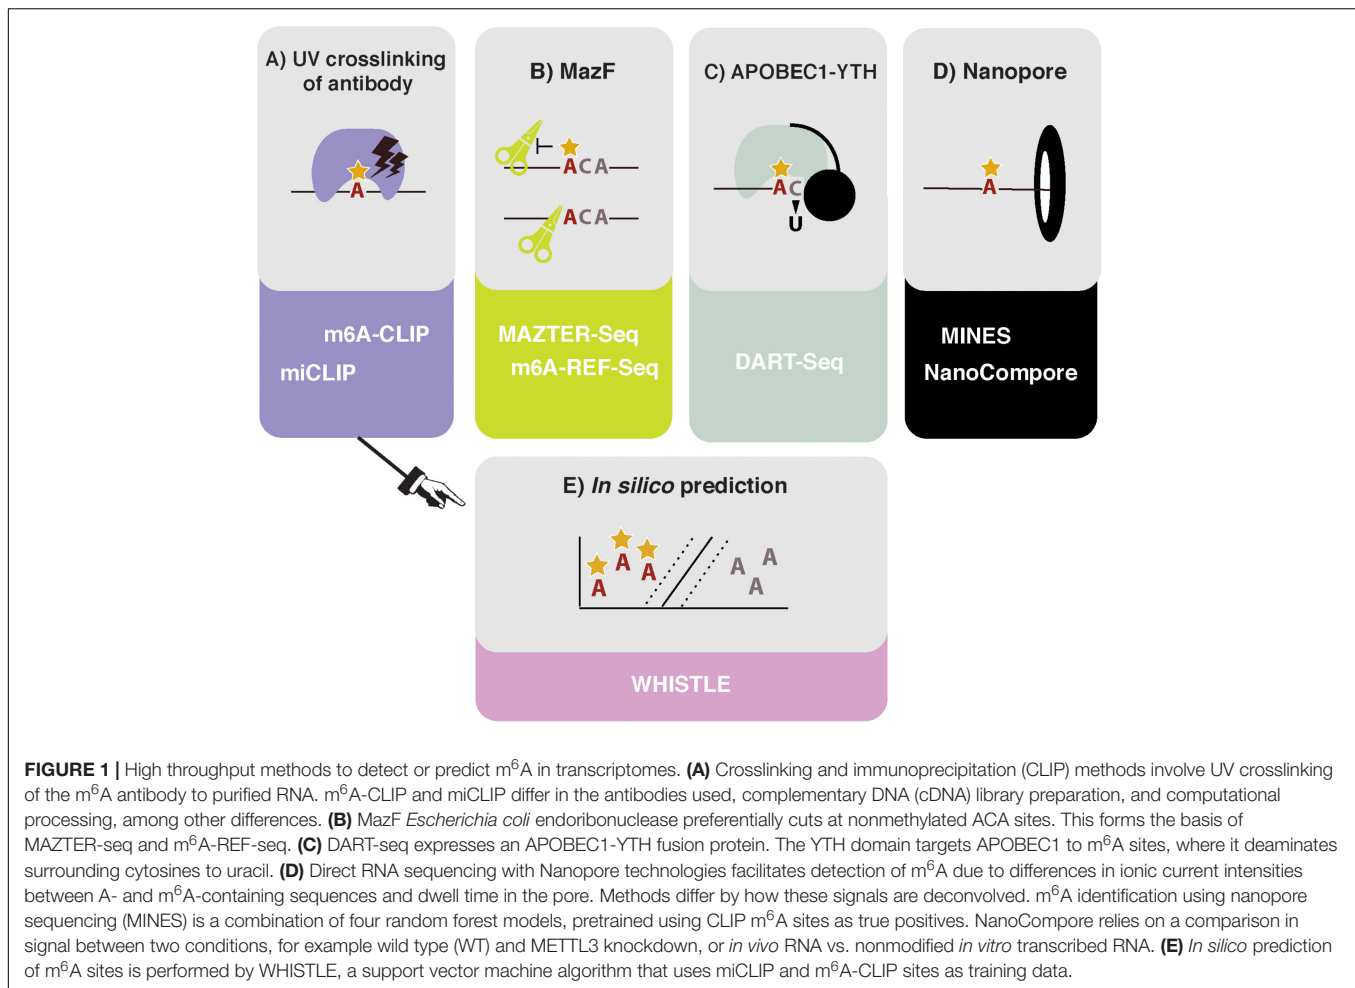 A) UV crosslinking
of antibody
A
B) MazF
ACA
ACA
C) APOBEC1-YTH
AC
U
D) Nanopore
A
m6A-CLIP
miCLIP
MAZTER-Seq
m6A-REF-Seq
DART-Seq
MINES
NanoCompore
E) In silico prediction
A
A
A
A
A
A
WHISTLE
FIGURE 1 | High throughput methods to detect or predict m⁶A in transcriptomes. (A) Crosslinking and immunoprecipitation (CLIP) methods involve UV crosslinking
of the m⁶A antibody to purified RNA. m⁶A-CLIP and miCLIP differ in the antibodies used, complementary DNA (cDNA) library preparation, and computational
processing, among other differences. (B) MazF Escherichia coli endoribonuclease preferentially cuts at nonmethylated ACA sites. This forms the basis of
MAZTER-seq and m⁶A-REF-seq. (C) DART-seq expresses an APOBEC1-YTH fusion protein. The YTH domain targets APOBEC1 to m⁶A sites, where it deaminates
surrounding cytosines to uracil. (D) Direct RNA sequencing with Nanopore technologies facilitates detection of m⁶A due to differences in ionic current intensities
between A- and m⁶A-containing sequences and dwell time in the pore. Methods differ by how these signals are deconvolved. m⁶A identification using nanopore
sequencing (MINES) is a combination of four random forest models, pretrained using CLIP m⁶A sites as true positives. NanoCompore relies on a comparison in
signal between two conditions, for example wild type (WT) and METTL3 knockdown, or in vivo RNA vs. nonmodified in vitro transcribed RNA. (E) In silico prediction
of m⁶A sites is performed by WHISTLE, a support vector machine algorithm that uses miCLIP and m⁶A-CLIP sites as training data.